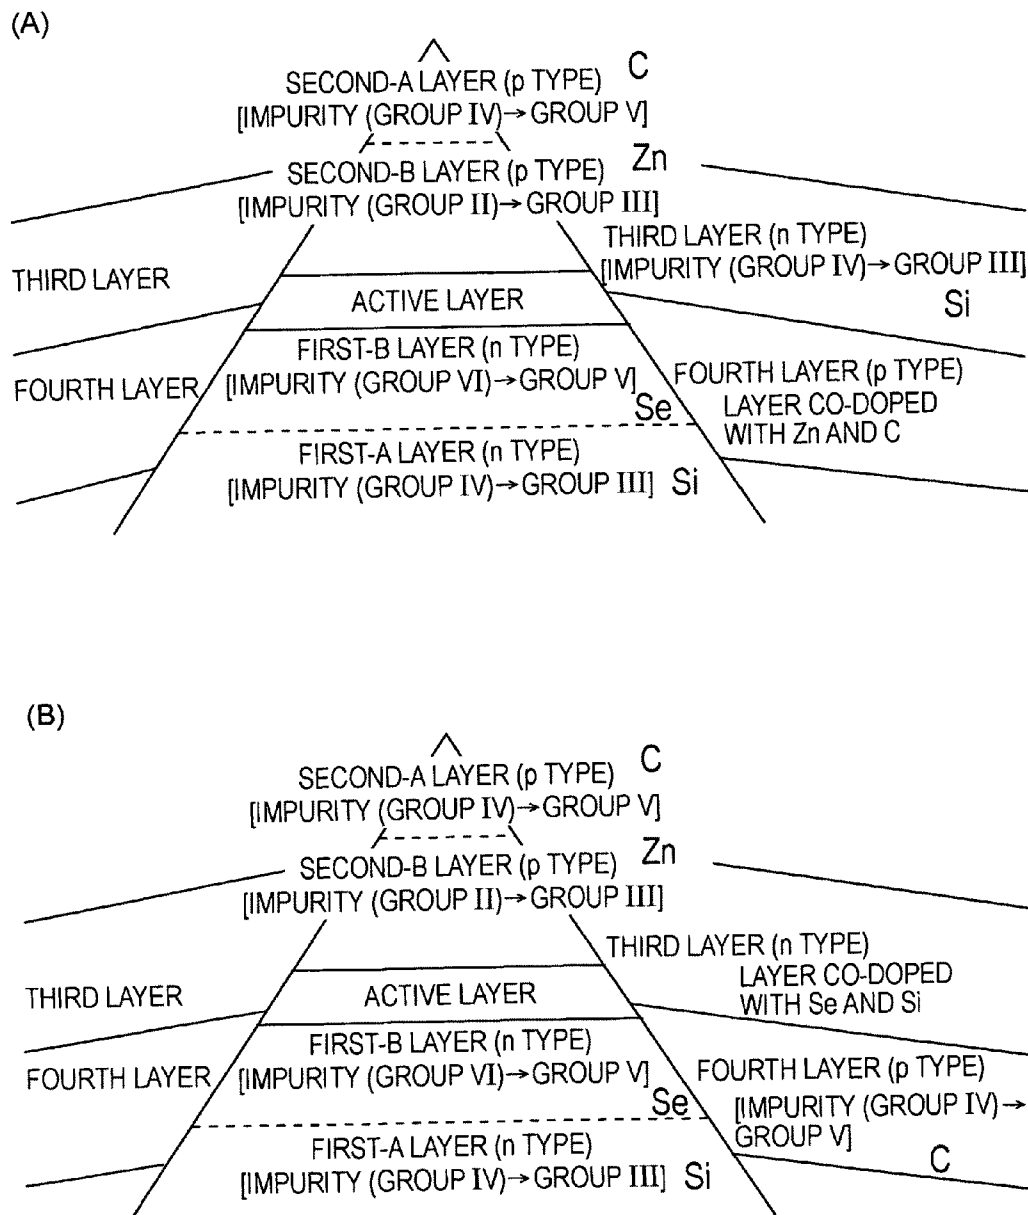 (A)
SECOND-A LAYER (p TYPE) C
[IMPURITY (GROUP IV)→GROUP V]
SECOND-B LAYER (p TYPE) Zn
[IMPURITY (GROUP II)→GROUP III]
THIRD LAYER
THIRD LAYER (n TYPE)
[IMPURITY (GROUP IV)→GROUP III]
Si
ACTIVE LAYER
FIRST-B LAYER (n TYPE)
[IMPURITY (GROUP VI)→GROUP V]
Se
FOURTH LAYER
FOURTH LAYER (p TYPE)
LAYER CO-DOPED
WITH Zn AND C
FIRST-A LAYER (n TYPE)
[IMPURITY (GROUP IV)→GROUP III] Si
(B)
SECOND-A LAYER (p TYPE) C
[IMPURITY (GROUP IV)→GROUP V]
SECOND-B LAYER (p TYPE) Zn
[IMPURITY (GROUP II)→GROUP III]
THIRD LAYER
THIRD LAYER (n TYPE)
LAYER CO-DOPED
WITH Se AND Si
ACTIVE LAYER
FIRST-B LAYER (n TYPE)
[IMPURITY (GROUP VI)→GROUP V]
Se
FOURTH LAYER
FOURTH LAYER (p TYPE)
[IMPURITY (GROUP IV)→
GROUP V]
C
FIRST-A LAYER (n TYPE)
[IMPURITY (GROUP IV)→GROUP III] Si